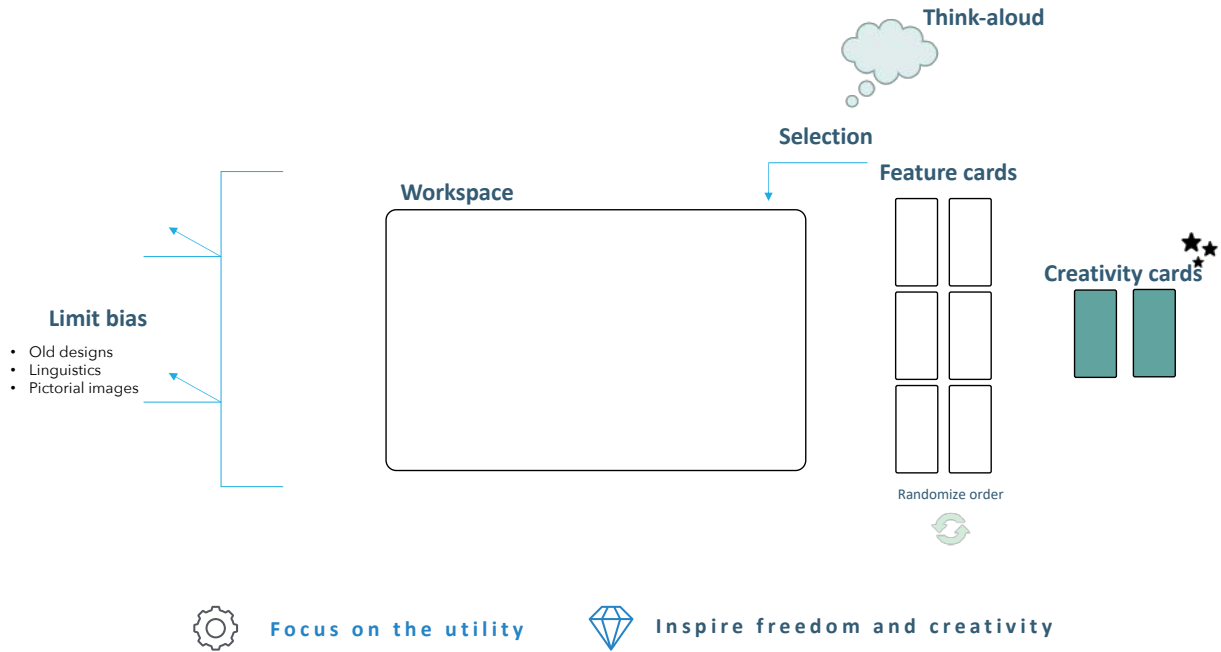 Think-aloud
Selection
Feature cards
Workspace
Creativity cards
Limit bias
• Old designs
• Linguistics
• Pictorial images
Randomize order
Focus on the utility
Inspire freedom and creativity